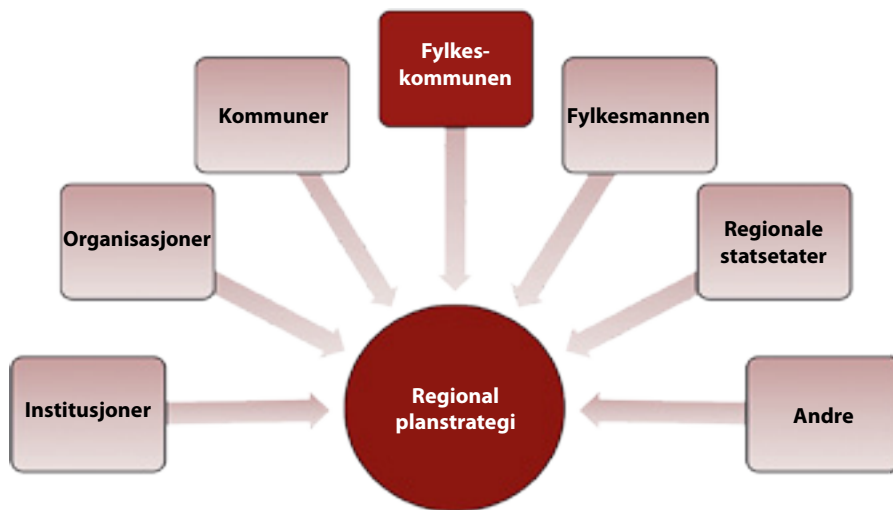 Fylkes-
kommunen
Kommuner
Fylkesmannen
Organisasjoner
Regionale
statsetater
Institusjoner
Regional
planstrategi
Andre